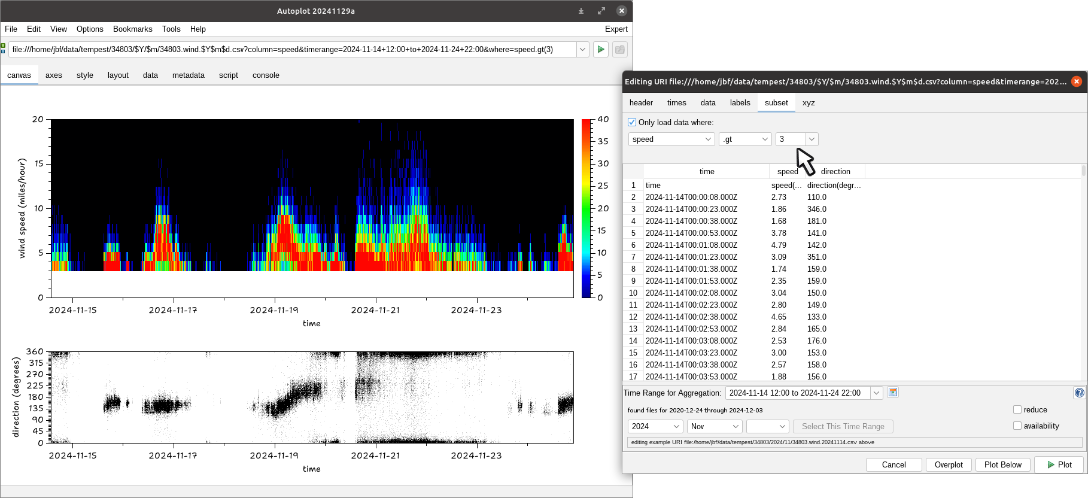 Autoplot 20241129a
File Edit View Options Bookmarks Tools Help Expert
file:///home/jbf/data/tempest/34803/$Y/$m/34803.wind.$Y$m$d.csv?column=speed&timerange=2024-11-14+12:00+to+2024-11-24+22:00&where=speed.gt(3)
canvas axes style layout data metadata script console
20
15
10
5
0
wind speed (miles/hour)
40
35
30
25
20
15
10
5
0
2024-11-15 2024-11-17 2024-11-19 2024-11-21 2024-11-23
time
360
315
270
225
180
135
90
45
0
direction (degrees)
2024-11-15 2024-11-17 2024-11-19 2024-11-21 2024-11-23
time
Editing URI file:///home/jbf/data/tempest/34803/$Y/$m/34803.wind.$Y$m$d.csv?column=speed&timerange=202...
header times data labels subset xyz
Only load data where:
speed .gt 3
time speed direction
1 time speed(... direction(degr...
2 2024-11-14T00:00:08.000Z 2.73 110.0
3 2024-11-14T00:00:23.000Z 1.86 346.0
4 2024-11-14T00:00:38.000Z 1.68 181.0
5 2024-11-14T00:00:53.000Z 3.78 141.0
6 2024-11-14T00:01:08.000Z 4.79 142.0
7 2024-11-14T00:01:23.000Z 3.09 351.0
8 2024-11-14T00:01:38.000Z 1.74 159.0
9 2024-11-14T00:01:53.000Z 2.35 159.0
10 2024-11-14T00:02:08.000Z 3.04 150.0
11 2024-11-14T00:02:23.000Z 2.80 149.0
12 2024-11-14T00:02:38.000Z 4.65 133.0
13 2024-11-14T00:02:53.000Z 2.84 165.0
14 2024-11-14T00:03:08.000Z 2.53 176.0
15 2024-11-14T00:03:23.000Z 3.00 153.0
16 2024-11-14T00:03:38.000Z 2.57 158.0
17 2024-11-14T00:03:53.000Z 1.88 156.0
Time Range for Aggregation: 2024-11-14 12:00 to 2024-11-24 22:00
found files for 2020-12-24 through 2024-12-03
reduce
2024 Nov Select This Time Range
availability
editing example URI file:/home/jbf/data/tempest/34803/2024/11/34803.wind.20241114.csv above
Cancel Overplot Plot Below Plot